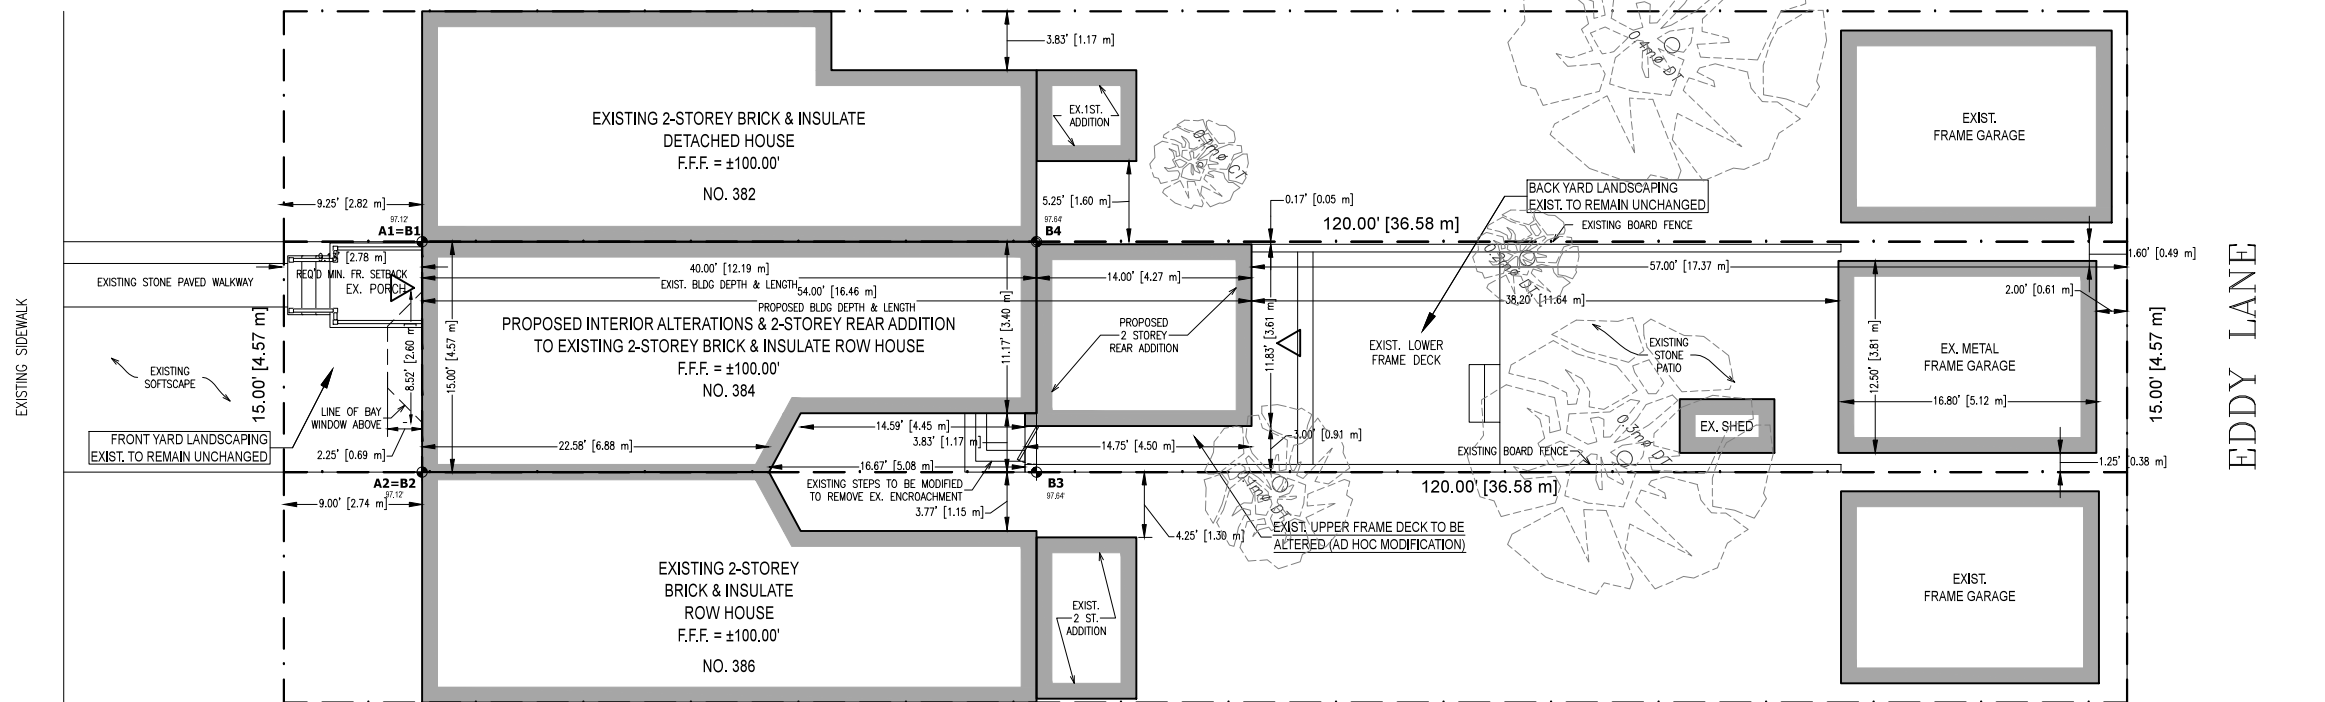 EXISTING SIDEWALK
EXISTING STONE PAVED WALKWAY
EXISTING
SOFTSCAPE
FRONT YARD LANDSCAPING
EXIST. TO REMAIN UNCHANGED
15.00' [4.57 m]
9.25' [2.82 m]
97.12'
A1=B1
[2.78 m]
REQ'D MIN. FR. SETBACK
EX. PORCH
8.52' [2.60 m]
LINE OF BAY
WINDOW ABOVE
2.25' [0.69 m]
A2=B2
97.12'
9.00' [2.74 m]
EXISTING 2-STOREY BRICK & INSULATE
DETACHED HOUSE
F.F.F. = ±100.00'
NO. 382
3.83' [1.17 m]
EX.1ST.
ADDITION
5.25' [1.60 m]
97.64'
B4
15.00' [4.57 m]
40.00' [12.19 m]
EXIST. BLDG DEPTH & LENGTH
54.00' [16.46 m]
PROPOSED BLDG DEPTH & LENGTH
PROPOSED INTERIOR ALTERATIONS & 2-STOREY REAR ADDITION
TO EXISTING 2-STOREY BRICK & INSULATE ROW HOUSE
F.F.F. = ±100.00'
NO. 384
11.17' [3.40 m]
22.58' [6.88 m]
14.59' [4.45 m]
3.83' [1.17 m]
16.67' [5.08 m]
EXISTING STEPS TO BE MODIFIED
TO REMOVE EX. ENCROACHMENT
3.77' [1.15 m]
14.00' [4.27 m]
PROPOSED
2 STOREY
REAR ADDITION
14.75' [4.50 m]
B3
97.64'
EXISTING 2-STOREY
BRICK & INSULATE
ROW HOUSE
F.F.F. = ±100.00'
NO. 386
EXIST.
2 ST.
ADDITION
4.25' [1.30 m]
EXIST. UPPER FRAME DECK TO BE
ALTERED (AD HOC MODIFICATION)
0.17' [0.05 m]
120.00' [36.58 m]
BACK YARD LANDSCAPING
EXIST. TO REMAIN UNCHANGED
EXISTING BOARD FENCE
57.00' [17.37 m]
38.20' [11.64 m]
11.83' [3.61 m]
3.00' [0.91 m]
EXIST. LOWER
FRAME DECK
EXISTING
STONE
PATIO
EX. SHED
EXISTING BOARD FENCE
120.00' [36.58 m]
0.4mø DT
0.3mø DT
EXIST.
FRAME GARAGE
1.60' [0.49 m]
2.00' [0.61 m]
12.50' [3.81 m]
EX. METAL
FRAME GARAGE
16.80' [5.12 m]
1.25' [0.38 m]
EXIST.
FRAME GARAGE
15.00' [4.57 m]
EDDY LANE